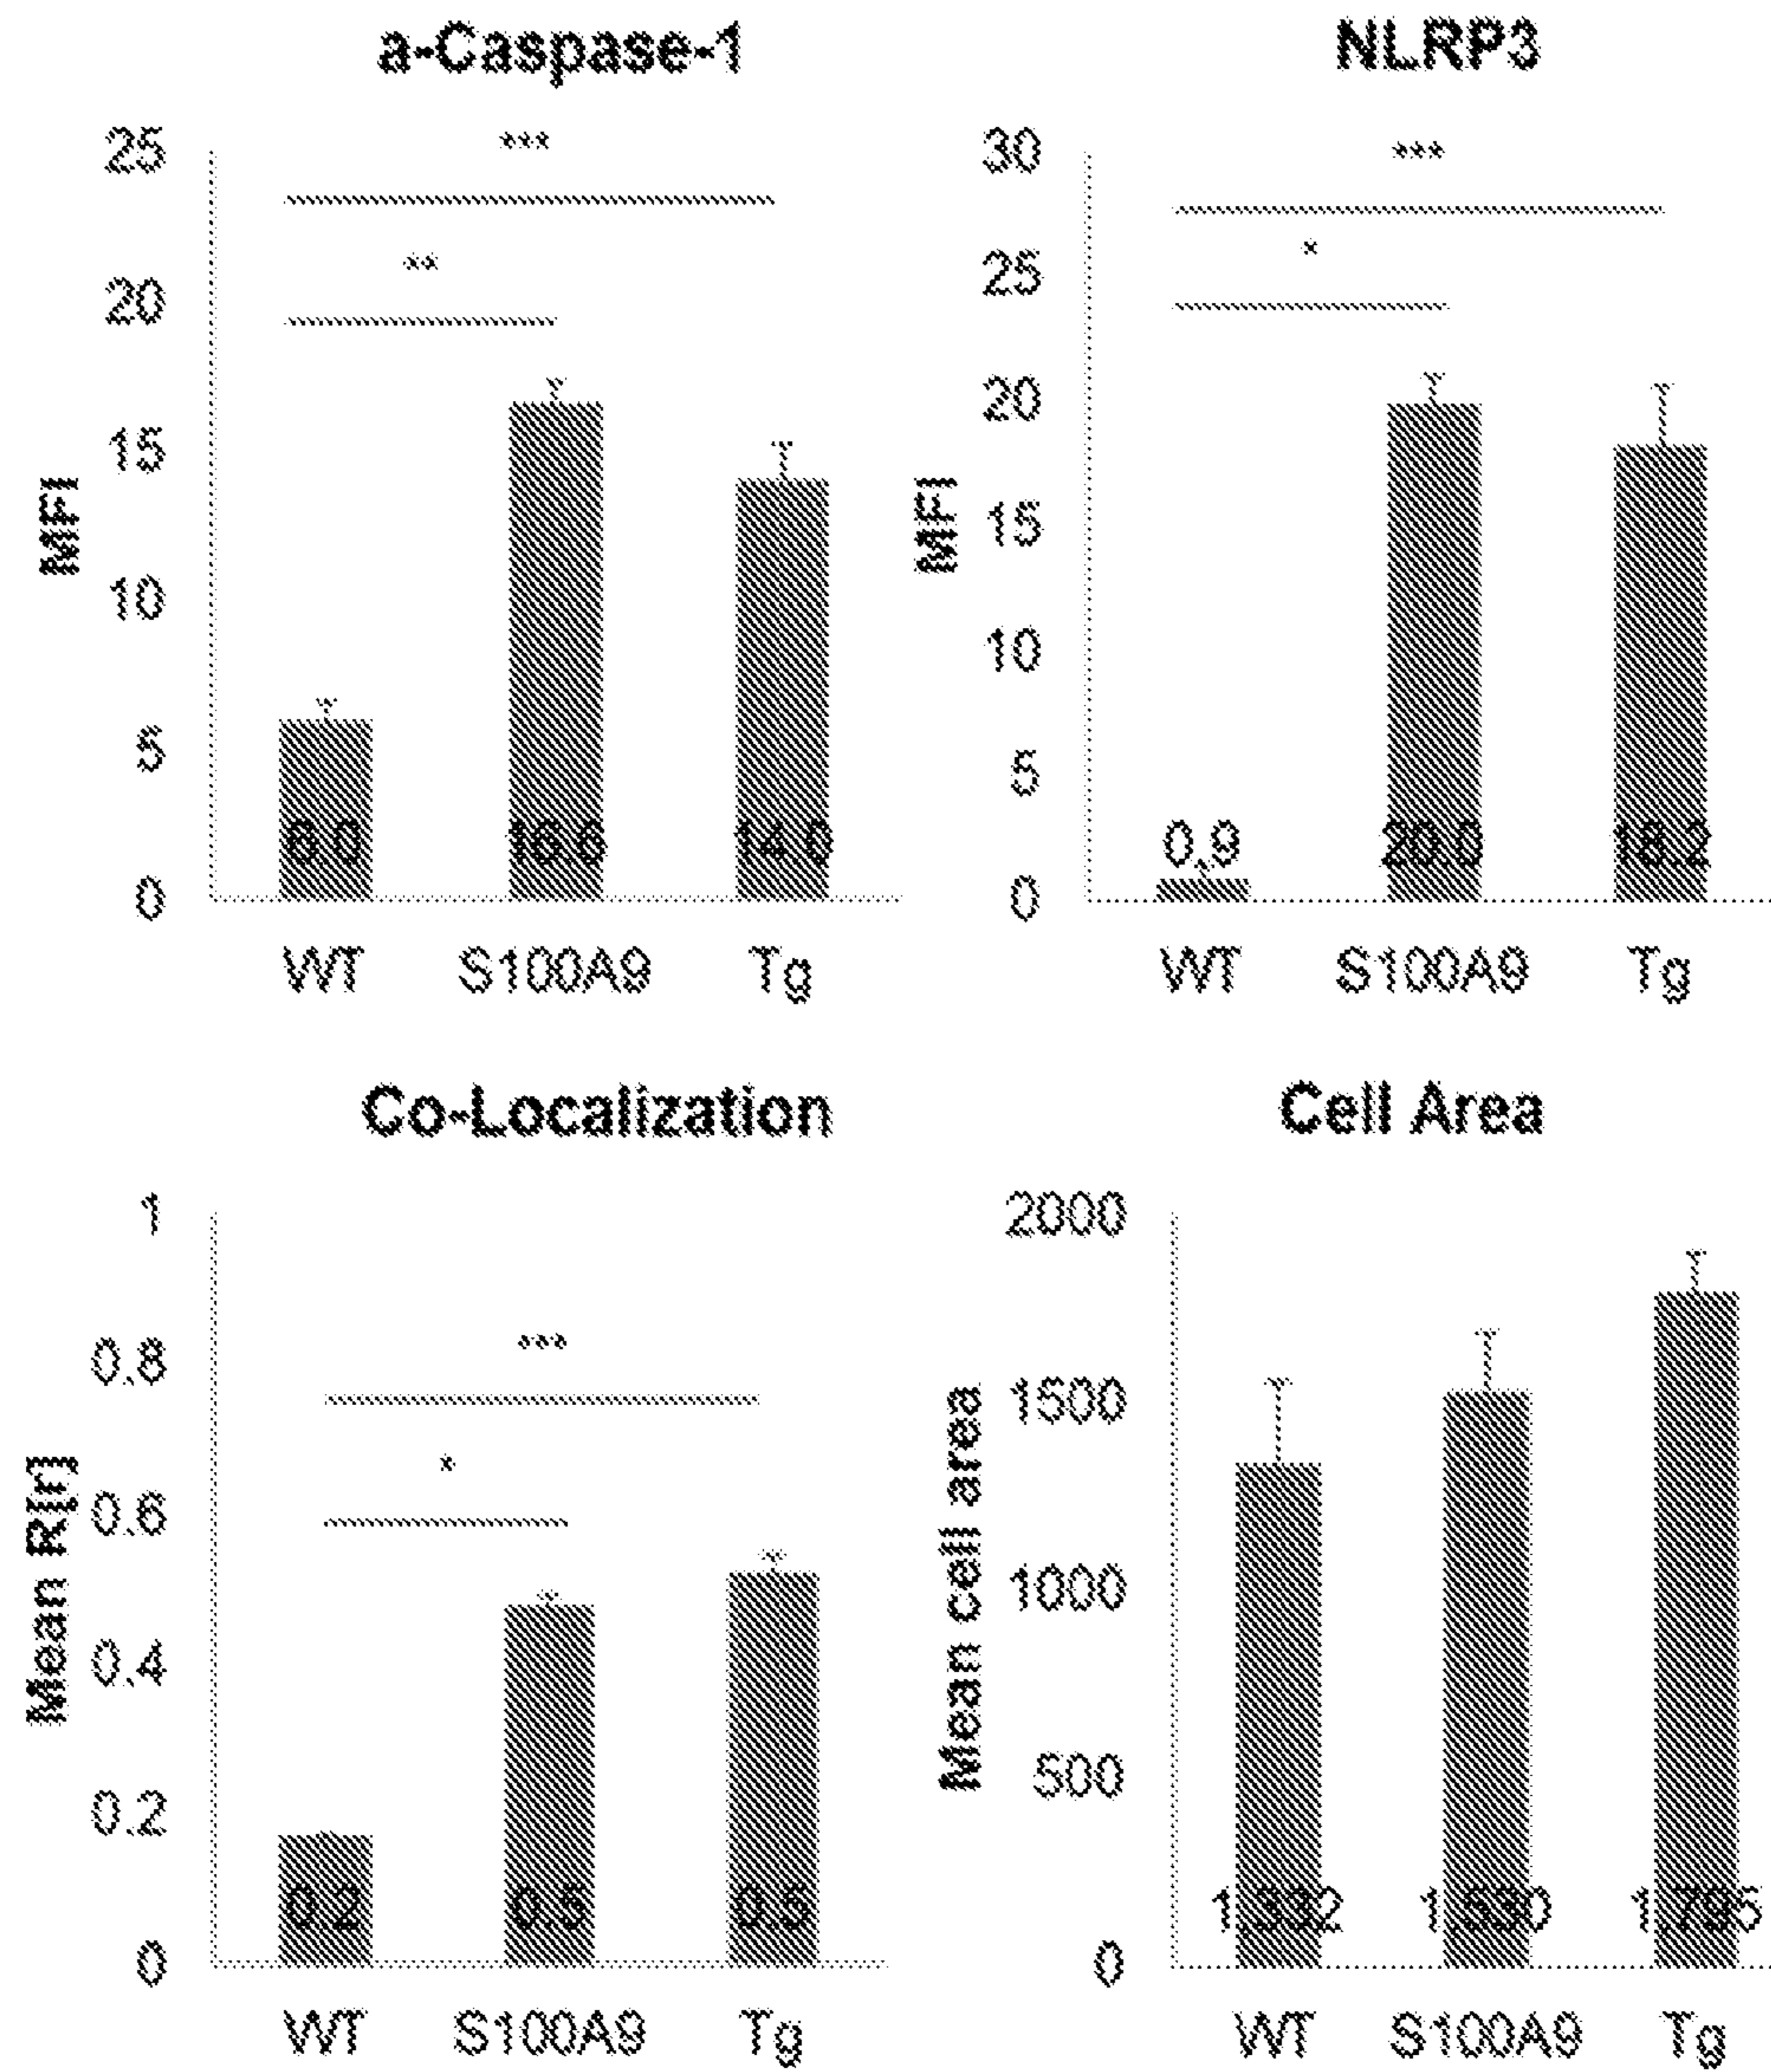 a-Caspase-1
MFI
25
20
15
10
5
0
***
**
6.0 16.6 14.0
WT S100A9 Tg
NLRP3
MFI
30
25
20
15
10
5
0
***
*
0.9 20.0 18.2
WT S100A9 Tg
Co-Localization
Mean R[r]
1
0.8
0.6
0.4
0.2
0
***
*
0.2 0.5 0.5
WT S100A9 Tg
Cell Area
Mean cell area
2000
1500
1000
500
0
1.332 1.530 1.795
WT S100A9 Tg